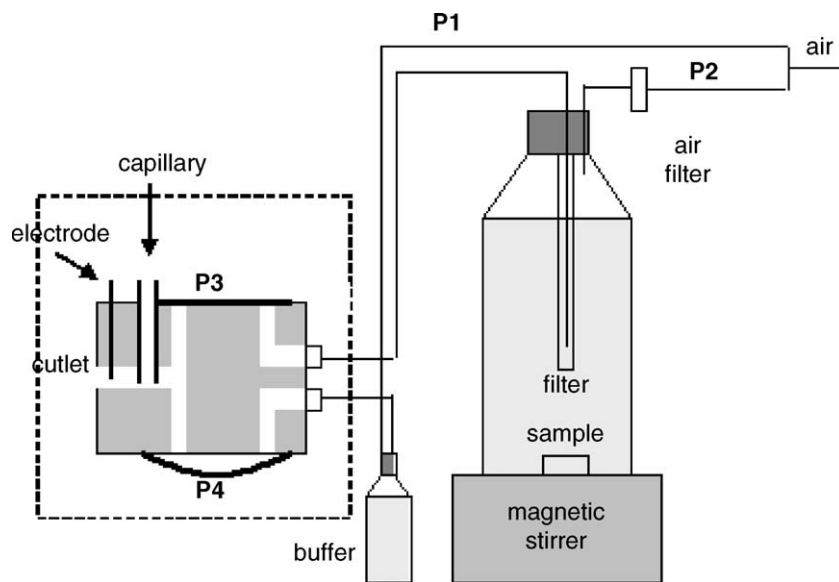 P1
air
P2
air
filter
capillary
electrode
P3
cutlet
filter
sample
P4
magnetic
stirrer
buffer